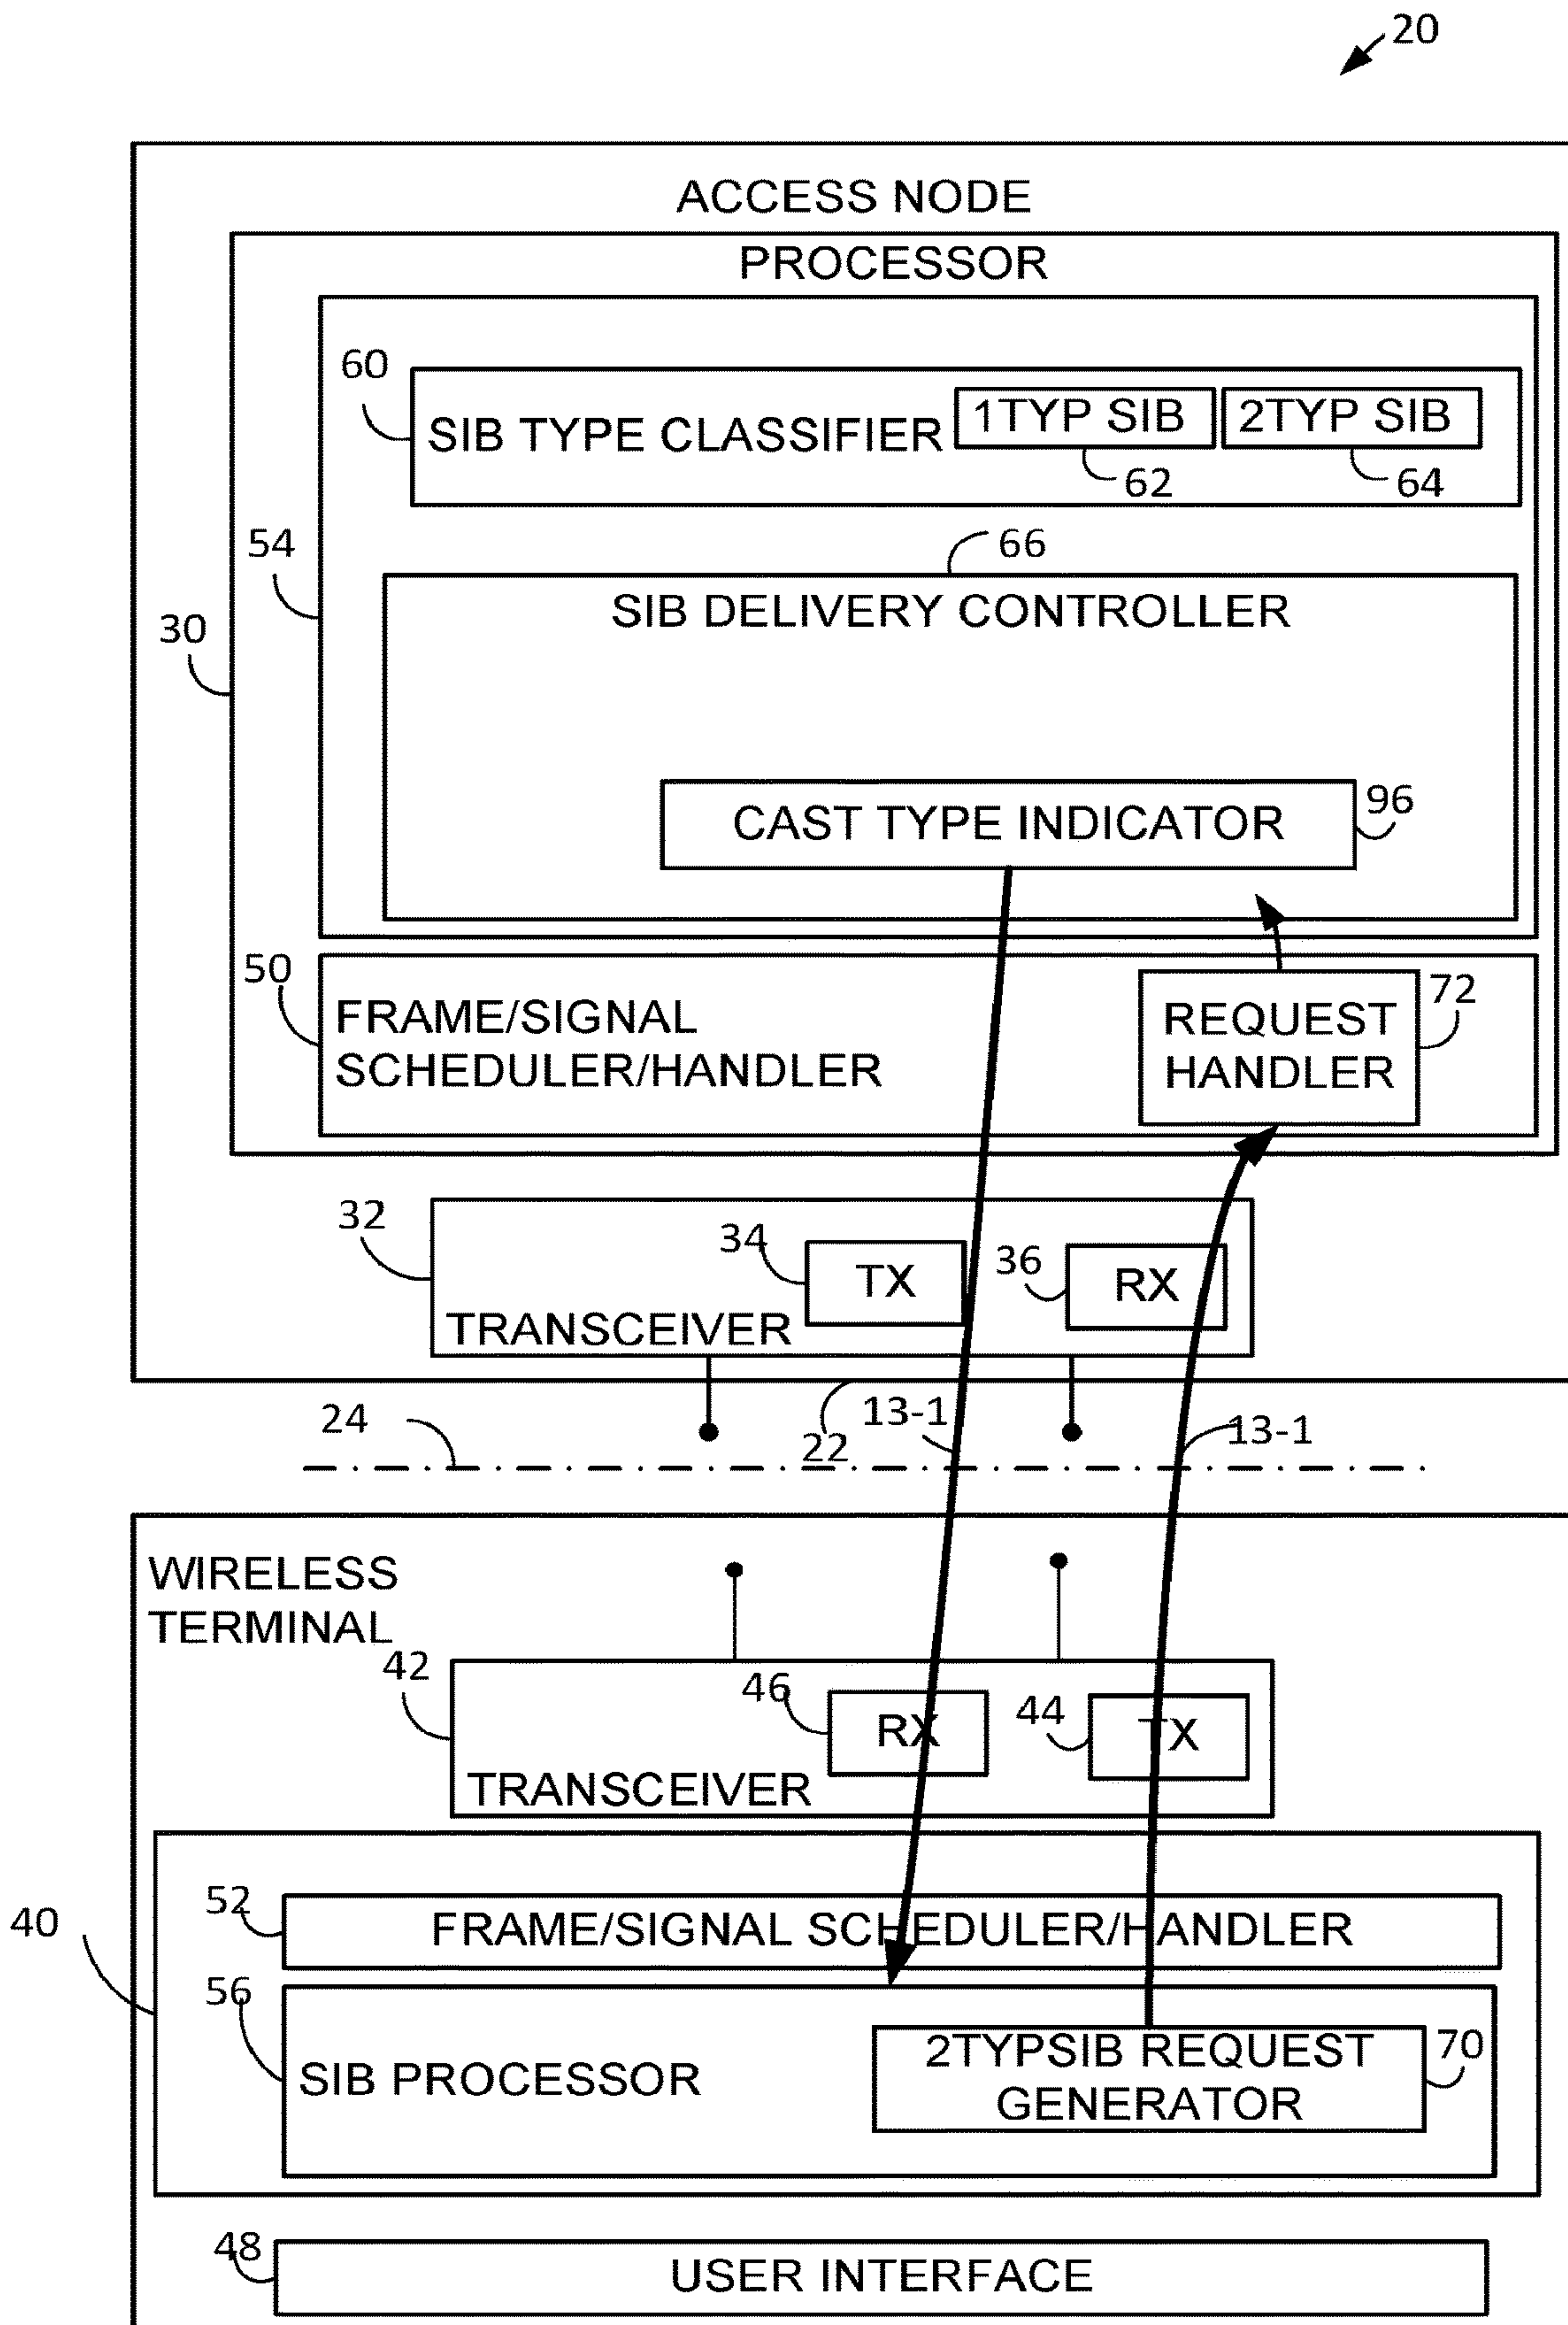 20
ACCESS NODE
PROCESSOR
60
SIB TYPE CLASSIFIER
1TYP SIB
2TYP SIB
62
64
54
66
SIB DELIVERY CONTROLLER
30
CAST TYPE INDICATOR
96
50
FRAME/SIGNAL
SCHEDULER/HANDLER
REQUEST
HANDLER
72
32
34
TX
36
RX
TRANSCEIVER
24
22
13-1
13-1
WIRELESS
TERMINAL
42
46
RX
44
TX
TRANSCEIVER
40
52
FRAME/SIGNAL SCHEDULER/HANDLER
56
SIB PROCESSOR
2TYPSIB REQUEST
GENERATOR
70
48
USER INTERFACE